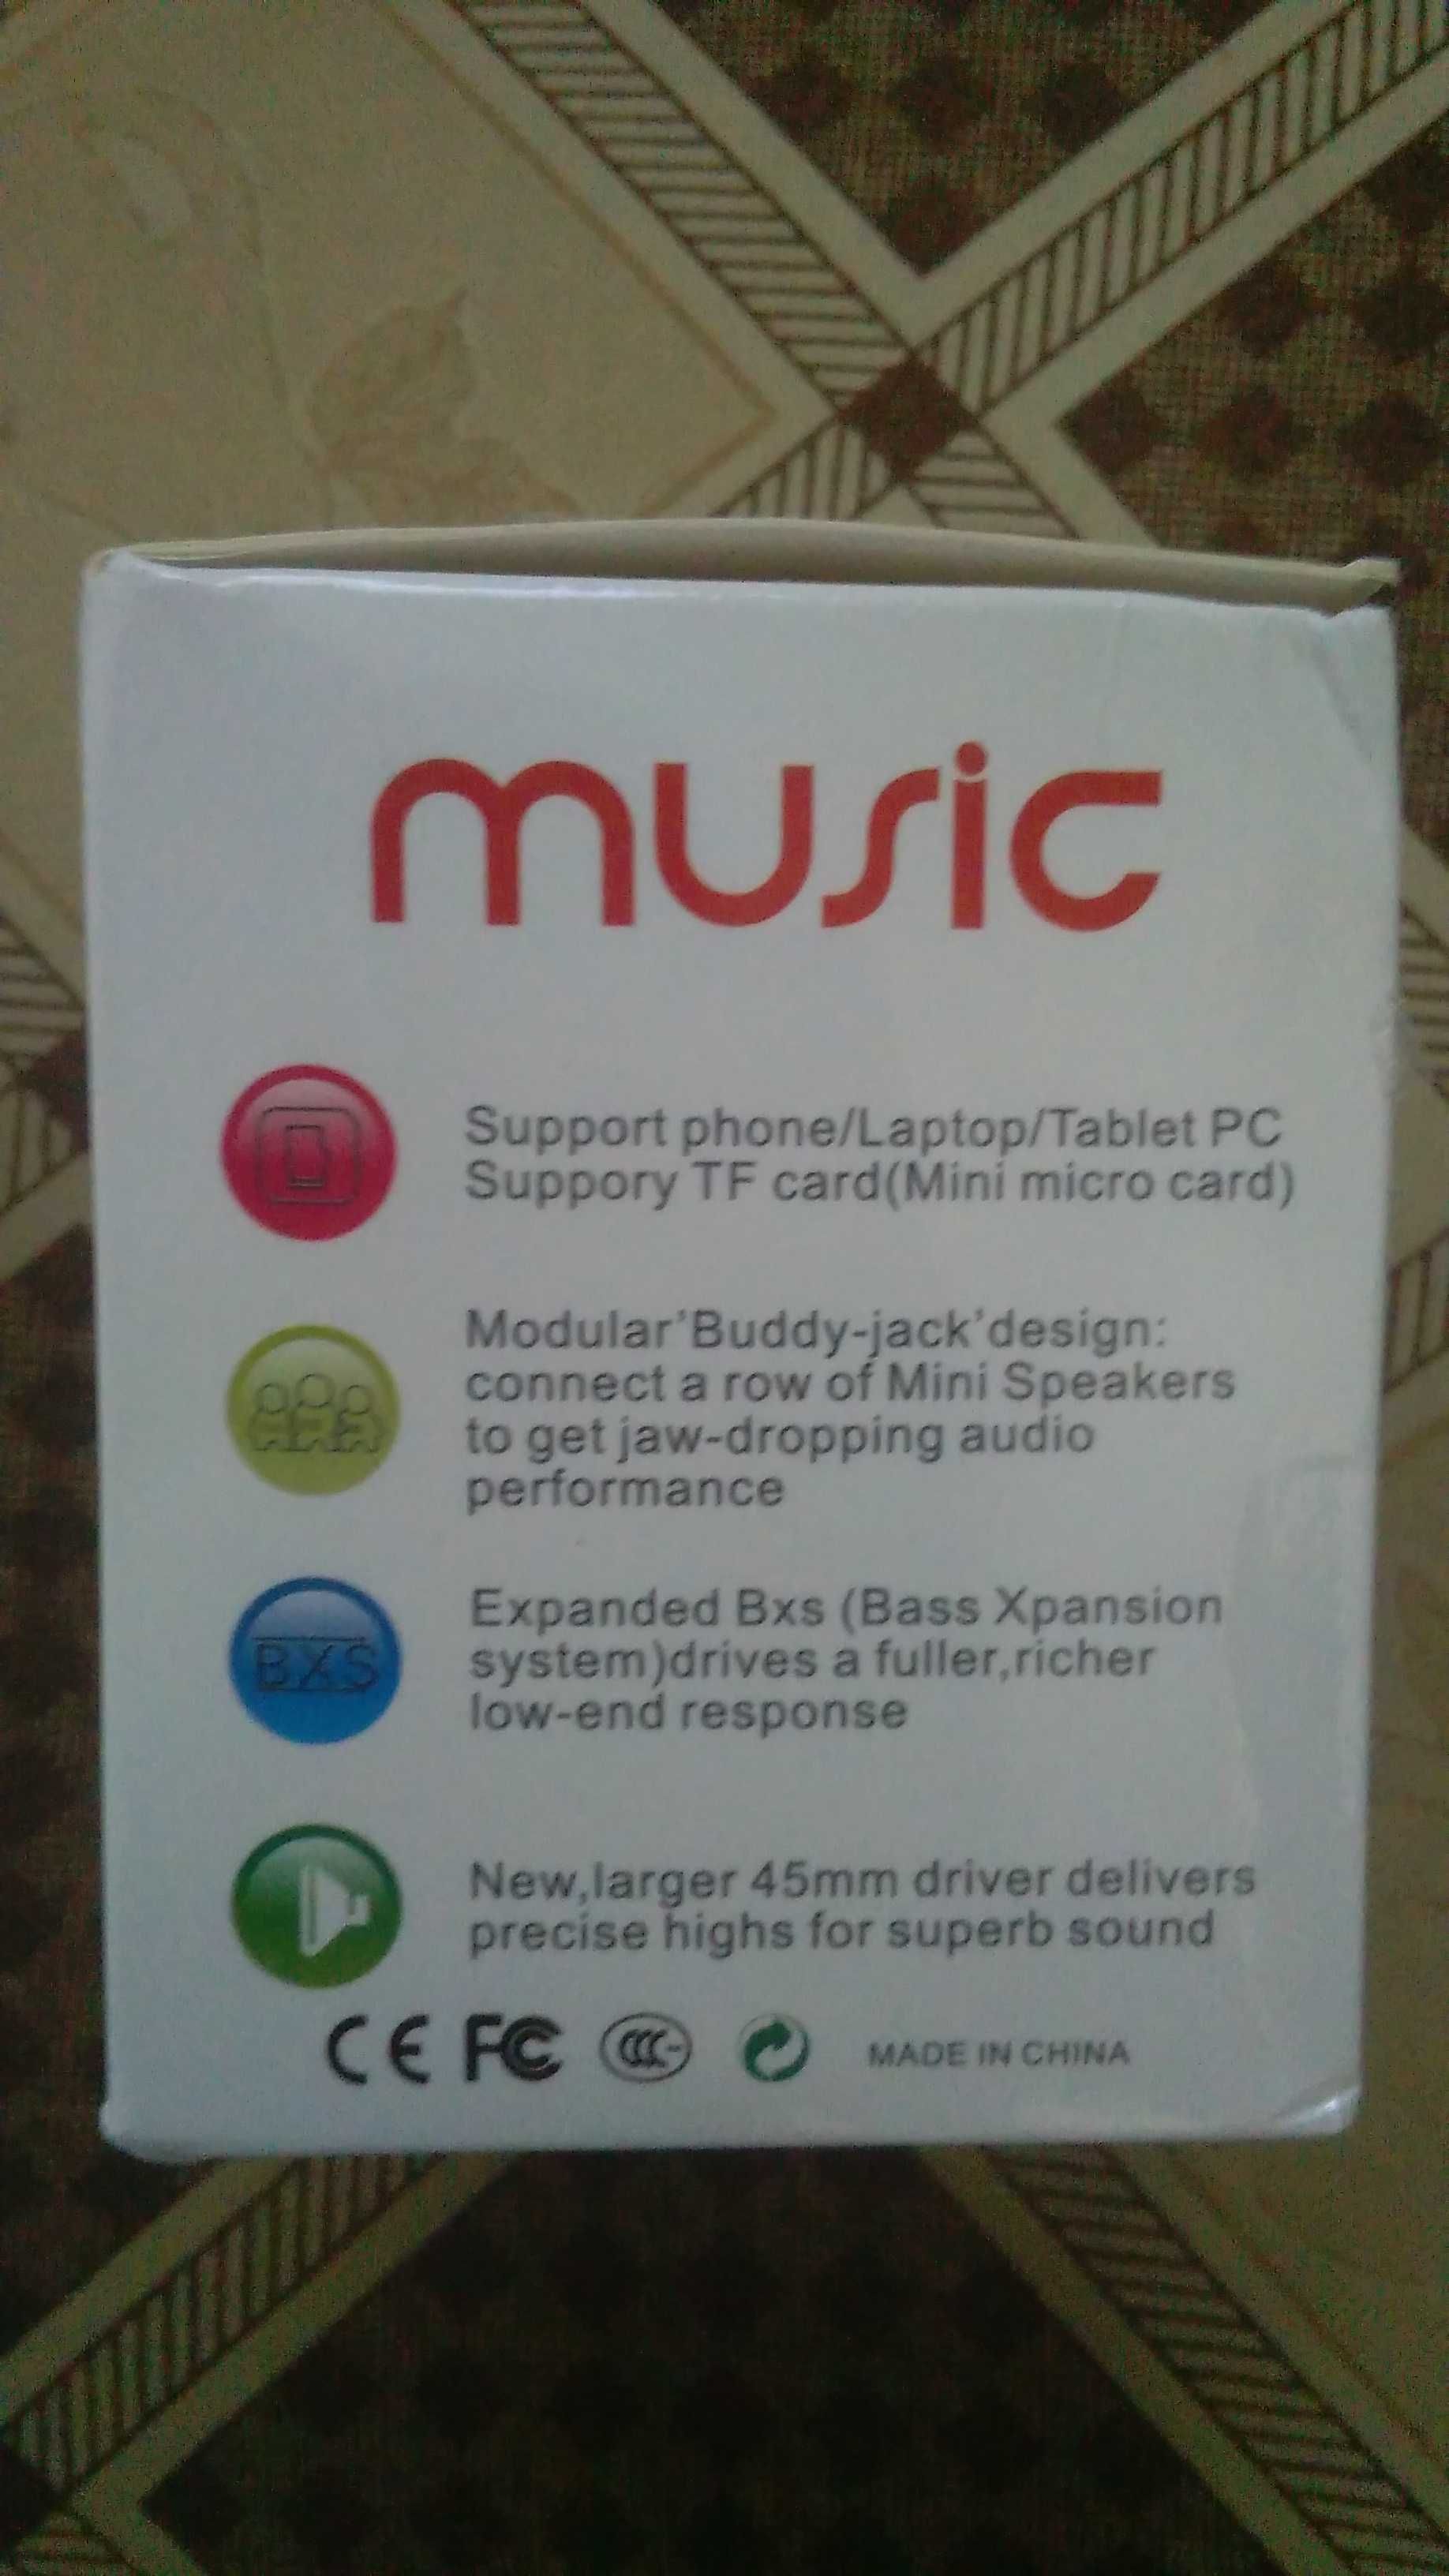 music
Support phone/Laptop/Tablet PC
Suppory TF card(Mini micro card)
Modular'Buddy-jack'design:
connect a row of Mini Speakers
to get jaw-dropping audio
performance
BXS
Expanded Bxs (Bass Xpansion
system)drives a fuller,richer
low-end response
New,larger 45mm driver delivers
precise highs for superb sound
CE FC CCC MADE IN CHINA